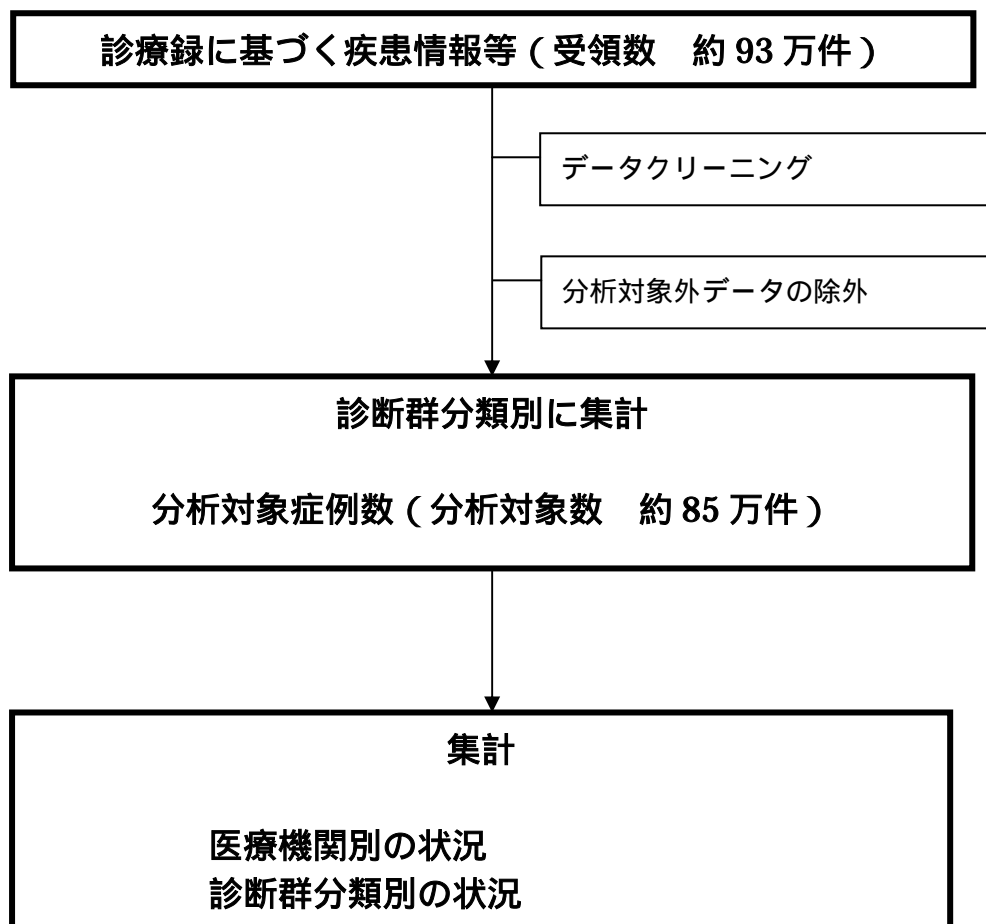 診療録に基づく疾患情報等（受領数　約 93 万件）
データクリーニング
分析対象外データの除外
診断群分類別に集計
分析対象症例数（分析対象数　約 85 万件）
集計
医療機関別の状況
診断群分類別の状況